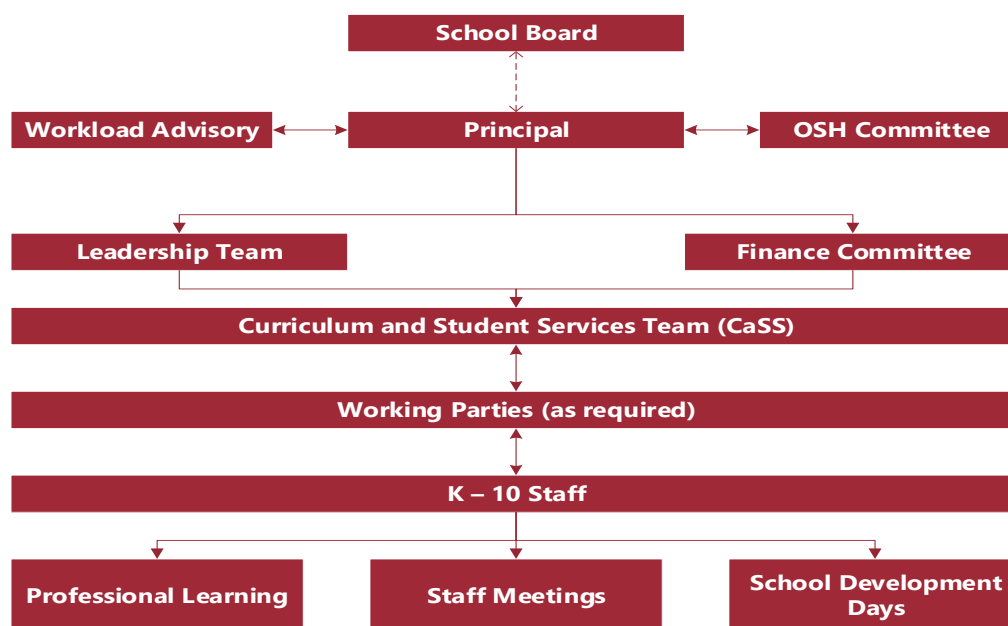 School Board
Workload Advisory
Principal
OSH Committee
Leadership Team
Finance Committee
Curriculum and Student Services Team (CaSS)
Working Parties (as required)
K – 10 Staff
Professional Learning
Staff Meetings
School Development
Days